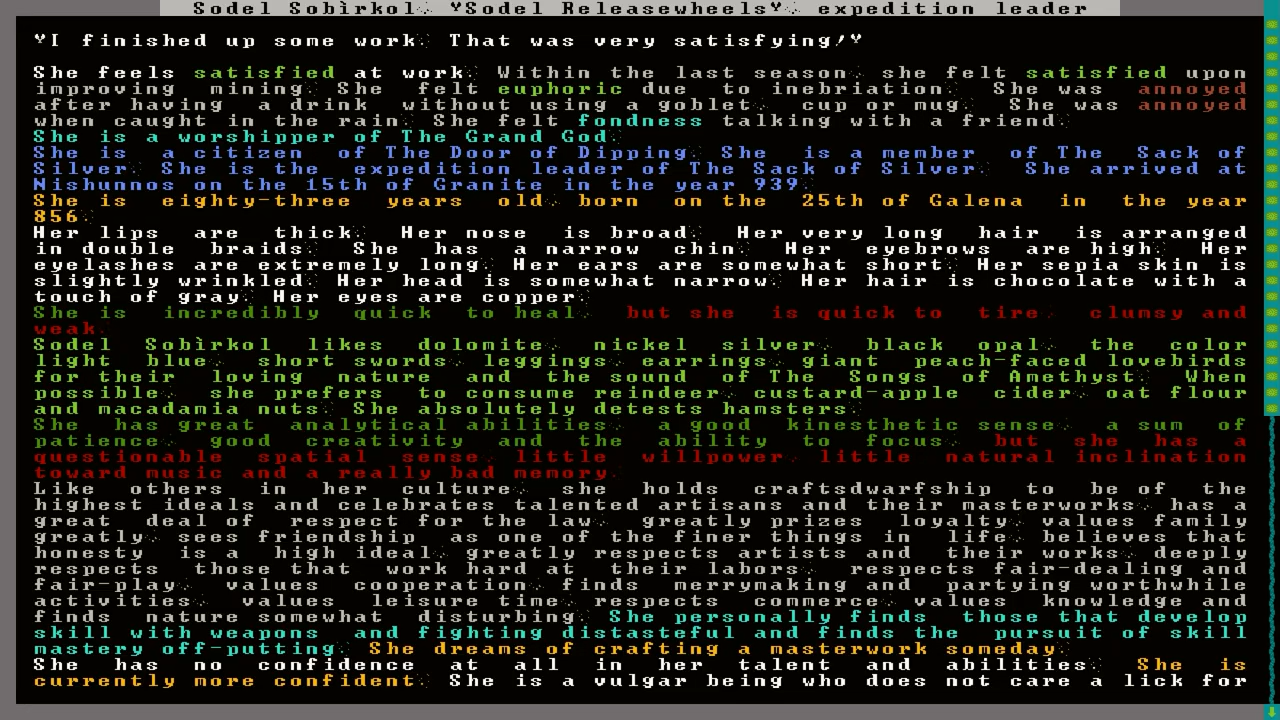 Sodel Sobìrkol, "Sodel Releasewheels", expedition leader
"I finished up some work. That was very satisfying!"
She feels satisfied at work. Within the last season, she felt satisfied upon
improving mining. She felt euphoric due to inebriation. She was annoyed
after having a drink without using a goblet, cup or mug. She was annoyed
when caught in the rain. She felt fondness talking with a friend.
She is a worshipper of The Grand God.
She is a citizen of The Door of Dipping. She is a member of The Sack of
Silver. She is the expedition leader of The Sack of Silver. She arrived at
Nishunnos on the 15th of Granite in the year 939.
She is eighty-three years old, born on the 25th of Galena in the year
856.
Her lips are thick. Her nose is broad. Her very long hair is arranged
in double braids. She has a narrow chin. Her eyebrows are high. Her
eyelashes are extremely long. Her ears are somewhat short. Her sepia skin is
slightly wrinkled. Her head is somewhat narrow. Her hair is chocolate with a
touch of gray. Her eyes are copper.
She is incredibly quick to heal, but she is quick to tire, clumsy and
weak.
Sodel Sobìrkol likes dolomite, nickel silver, black opal, the color
light blue, short swords, leggings, earrings, giant peach-faced lovebirds
for their loving nature and the sound of The Songs of Amethyst. When
possible, she prefers to consume reindeer, custard-apple cider, oat flour
and macadamia nuts. She absolutely detests hamsters.
She has great analytical abilities, a good kinesthetic sense, a sum of
patience, good creativity and the ability to focus, but she has a
questionable spatial sense, little willpower, little natural inclination
toward music and a really bad memory.
Like others in her culture, she holds craftsdwarfship to be of the
highest ideals and celebrates talented artisans and their masterworks, has a
great deal of respect for the law, greatly prizes loyalty, values family
greatly, sees friendship as one of the finer things in life, believes that
honesty is a high ideal, greatly respects artists and their works, deeply
respects those that work hard at their labors, respects fair-dealing and
fair-play, values cooperation, finds merrymaking and partying worthwhile
activities, values leisure time, respects commerce, values knowledge and
finds nature somewhat disturbing. She personally finds those that develop
skill with weapons and fighting distasteful and finds the pursuit of skill
mastery off-putting. She dreams of crafting a masterwork someday.
She has no confidence at all in her talent and abilities. She is
currently more confident. She is a vulgar being who does not care a lick for